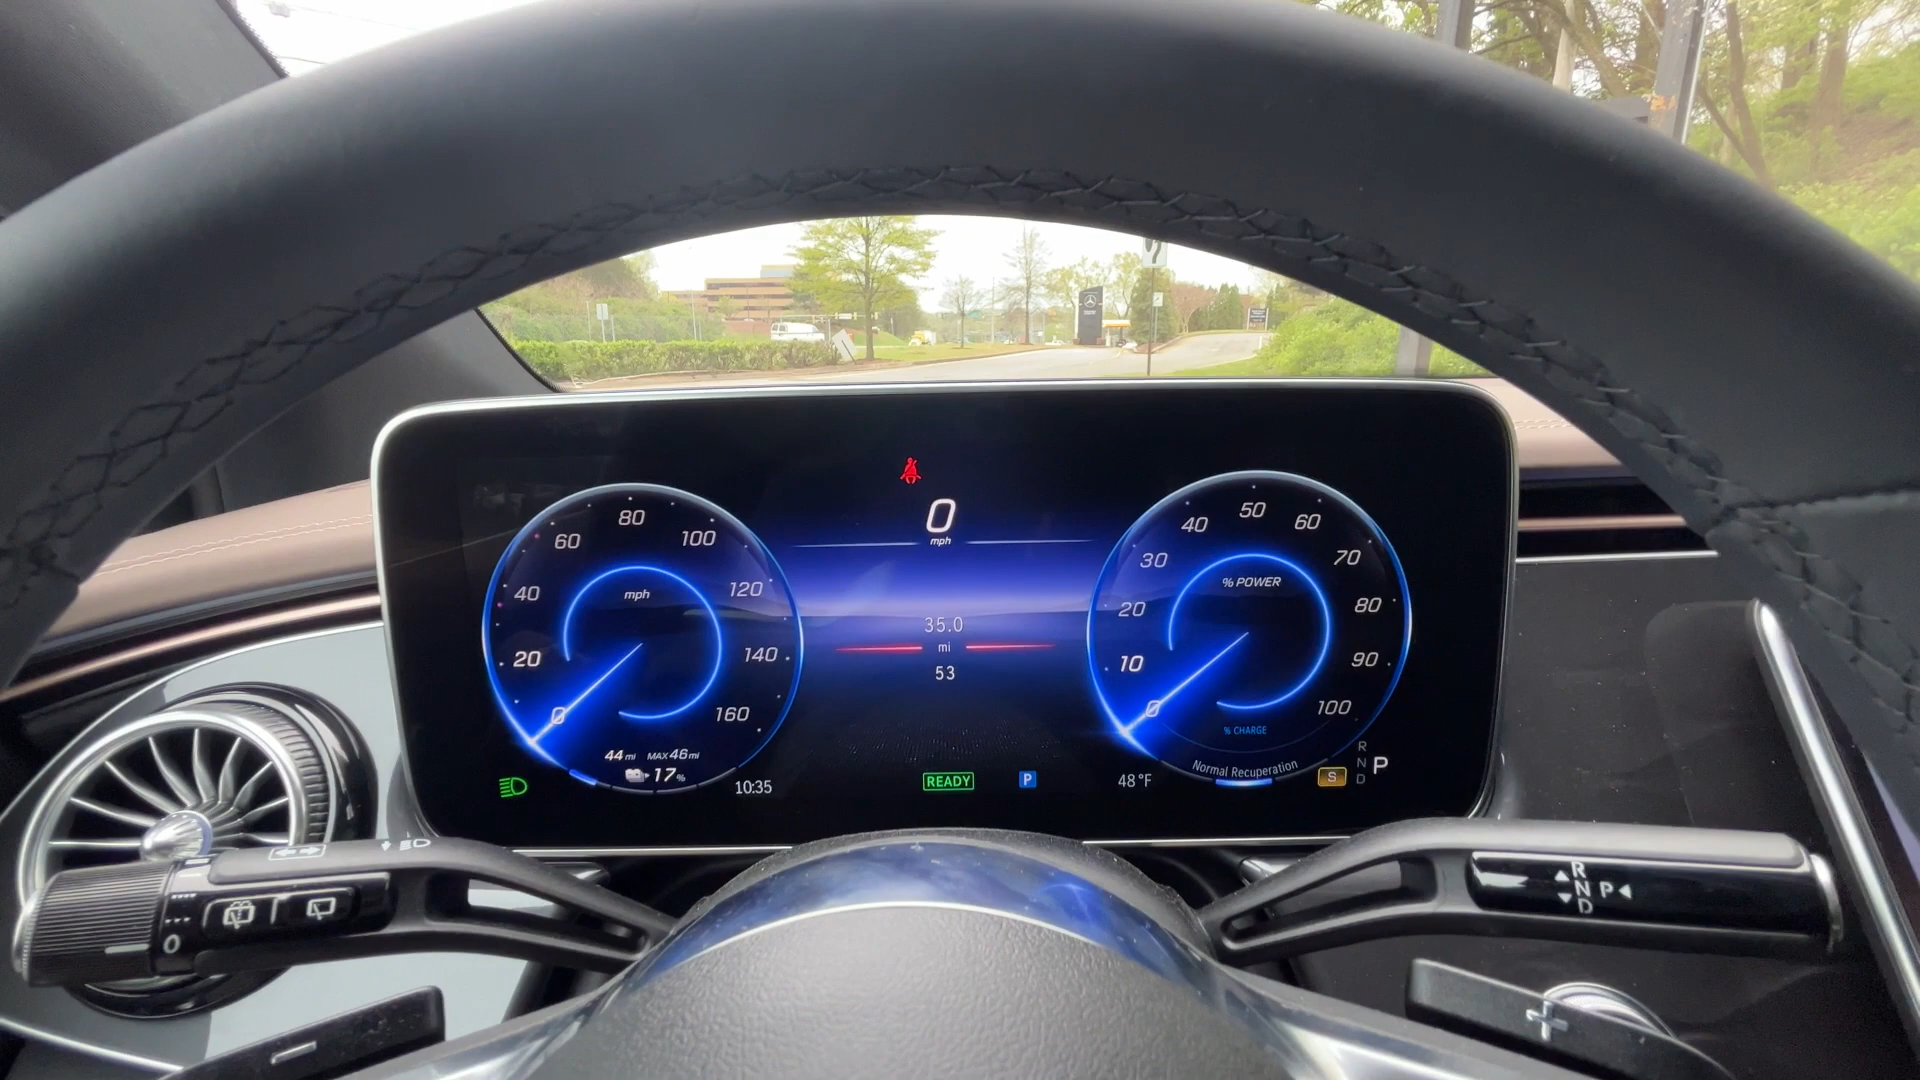 0
mph
80
60
100
40
mph
120
20
140
0
160
44 mi MAX 46 mi
17%
10:35
35.0
mi
53
READY
P
48°F
50
40
60
30
70
% POWER
20
80
10
90
0
100
% CHARGE
Normal Recuperation
S
R
N
D
P
0
R
N P
D